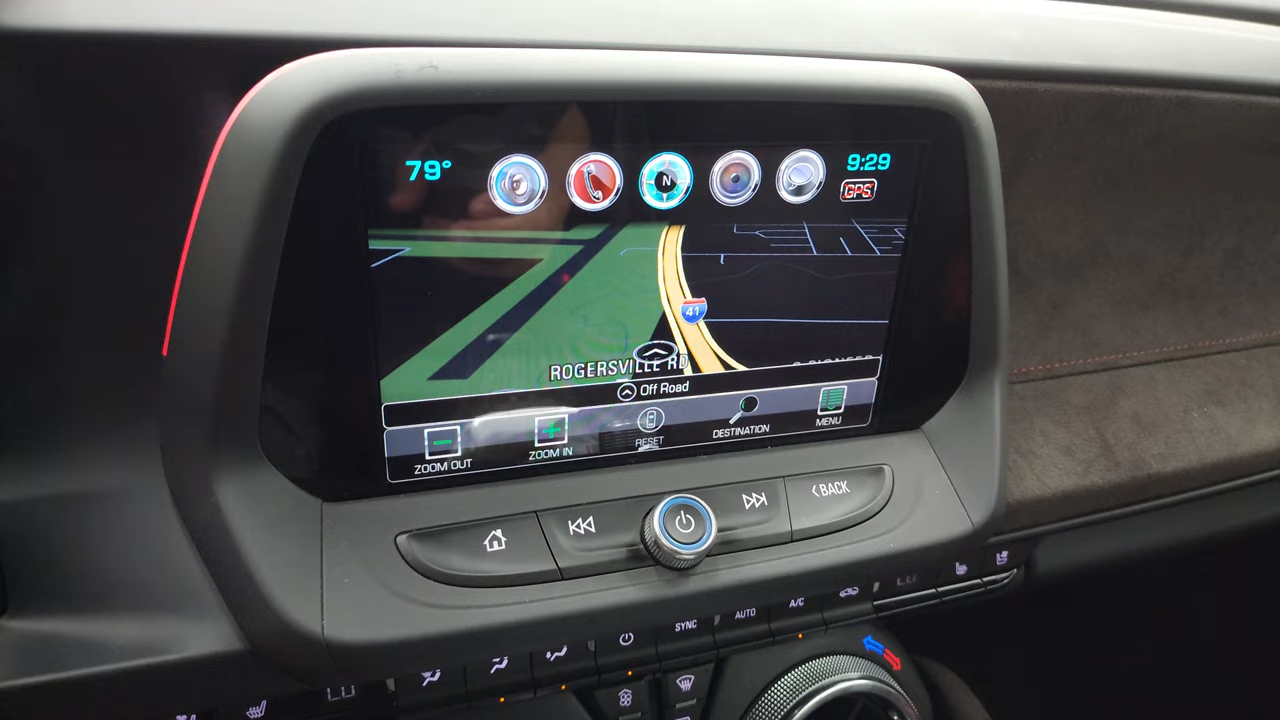 79°
N
9:29
GPS
41
ROGERSVILLE RD
Off Road
ZOOM OUT
ZOOM IN
RESET
DESTINATION
MENU
BACK
SYNC
AUTO
A/C